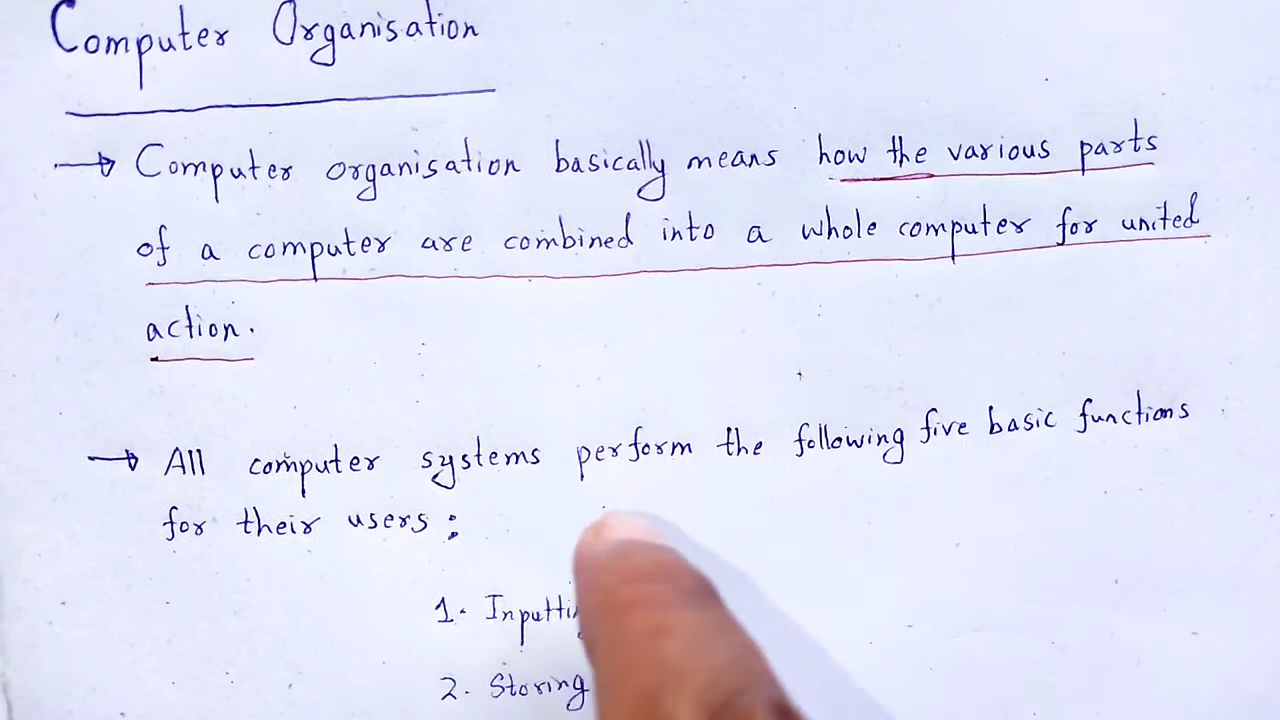 Computer Organisation
→ Computer organisation basically means how the various parts
of a computer are combined into a whole computer for united
action.
→ All computer systems perform the following five basic functions
for their users:
1. 
2. Storing